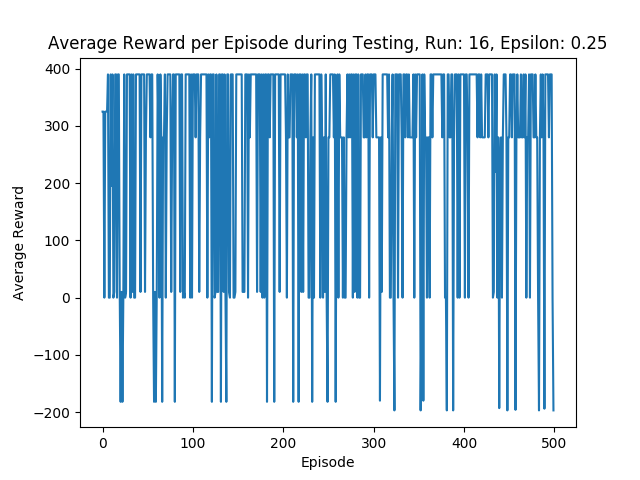 Average Reward per Episode during Testing, Run: 16, Epsilon: 0.25
400
300
200
100
0
−100
−200
Average Reward
0 100 200 300 400 500
Episode